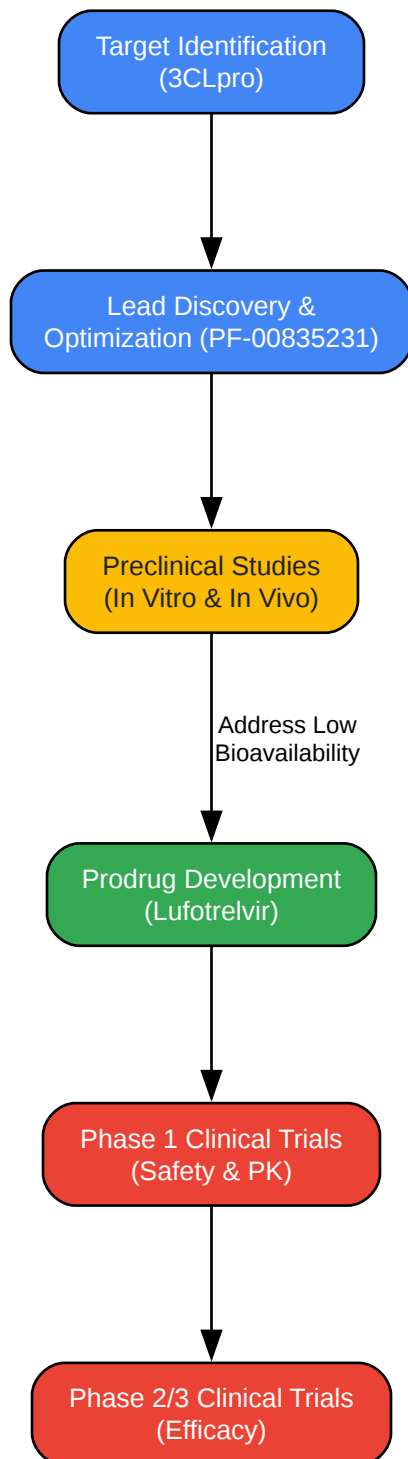 Target Identification
(3CLpro)
Lead Discovery &
Optimization (PF-00835231)
Preclinical Studies
(In Vitro & In Vivo)
Address Low
Bioavailability
Prodrug Development
(Lufotrelvir)
Phase 1 Clinical Trials
(Safety & PK)
Phase 2/3 Clinical Trials
(Efficacy)